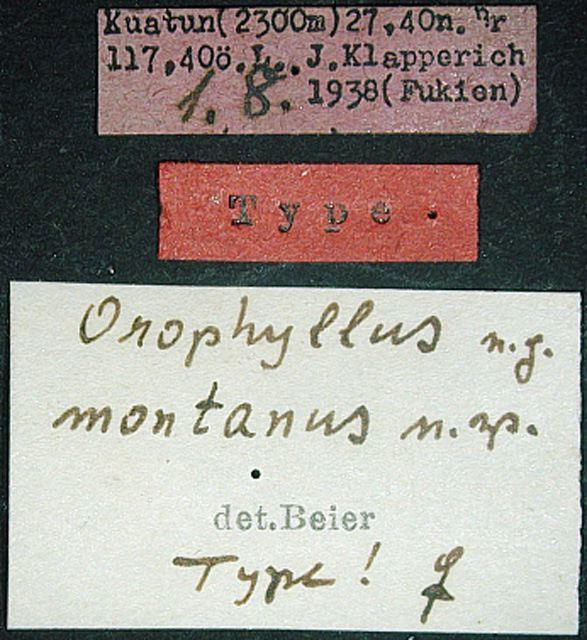 Kuatun(2300m)27,40n. Br
117,40ö.L. J.Klapperich
1. 8. 1938(Fukien)
Type.
Orophyllus n.g.
montanus n.sp.
det.Beier
Type! ♀